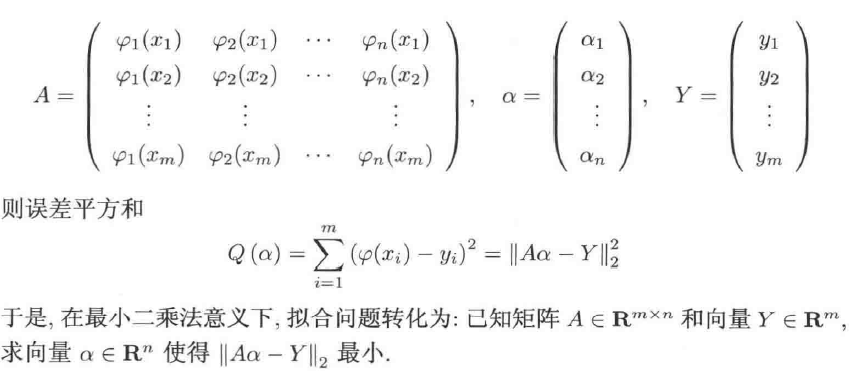 A = ( φ₁(x₁) φ₂(x₁) ··· φₙ(x₁) ; φ₁(x₂) φ₂(x₂) ··· φₙ(x₂) ; ⋮ ⋮ ⋮ ; φ₁(xₘ) φ₂(xₘ) ··· φₙ(xₘ) ), α = ( α₁ ; α₂ ; ⋮ ; αₙ ), Y = ( y₁ ; y₂ ; ⋮ ; yₘ )
则误差平方和
Q(α) = ∑_{i=1}^{m} (φ(xᵢ) − yᵢ)² = ‖Aα − Y‖₂²
于是, 在最小二乘法意义下, 拟合问题转化为: 已知矩阵 A ∈ R^{m×n} 和向量 Y ∈ Rᵐ,
求向量 α ∈ Rⁿ 使得 ‖Aα − Y‖₂ 最小.